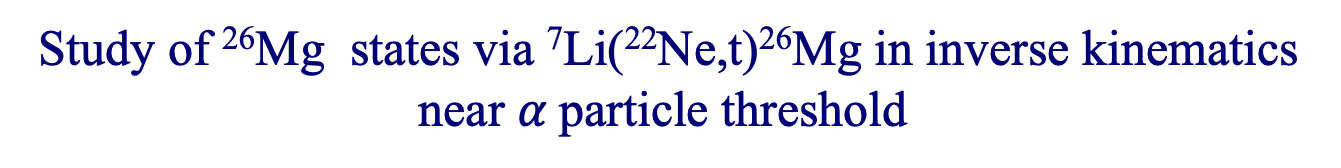 Study of ²⁶Mg  states via ⁷Li(²²Ne,t)²⁶Mg in inverse kinematics
near α particle threshold